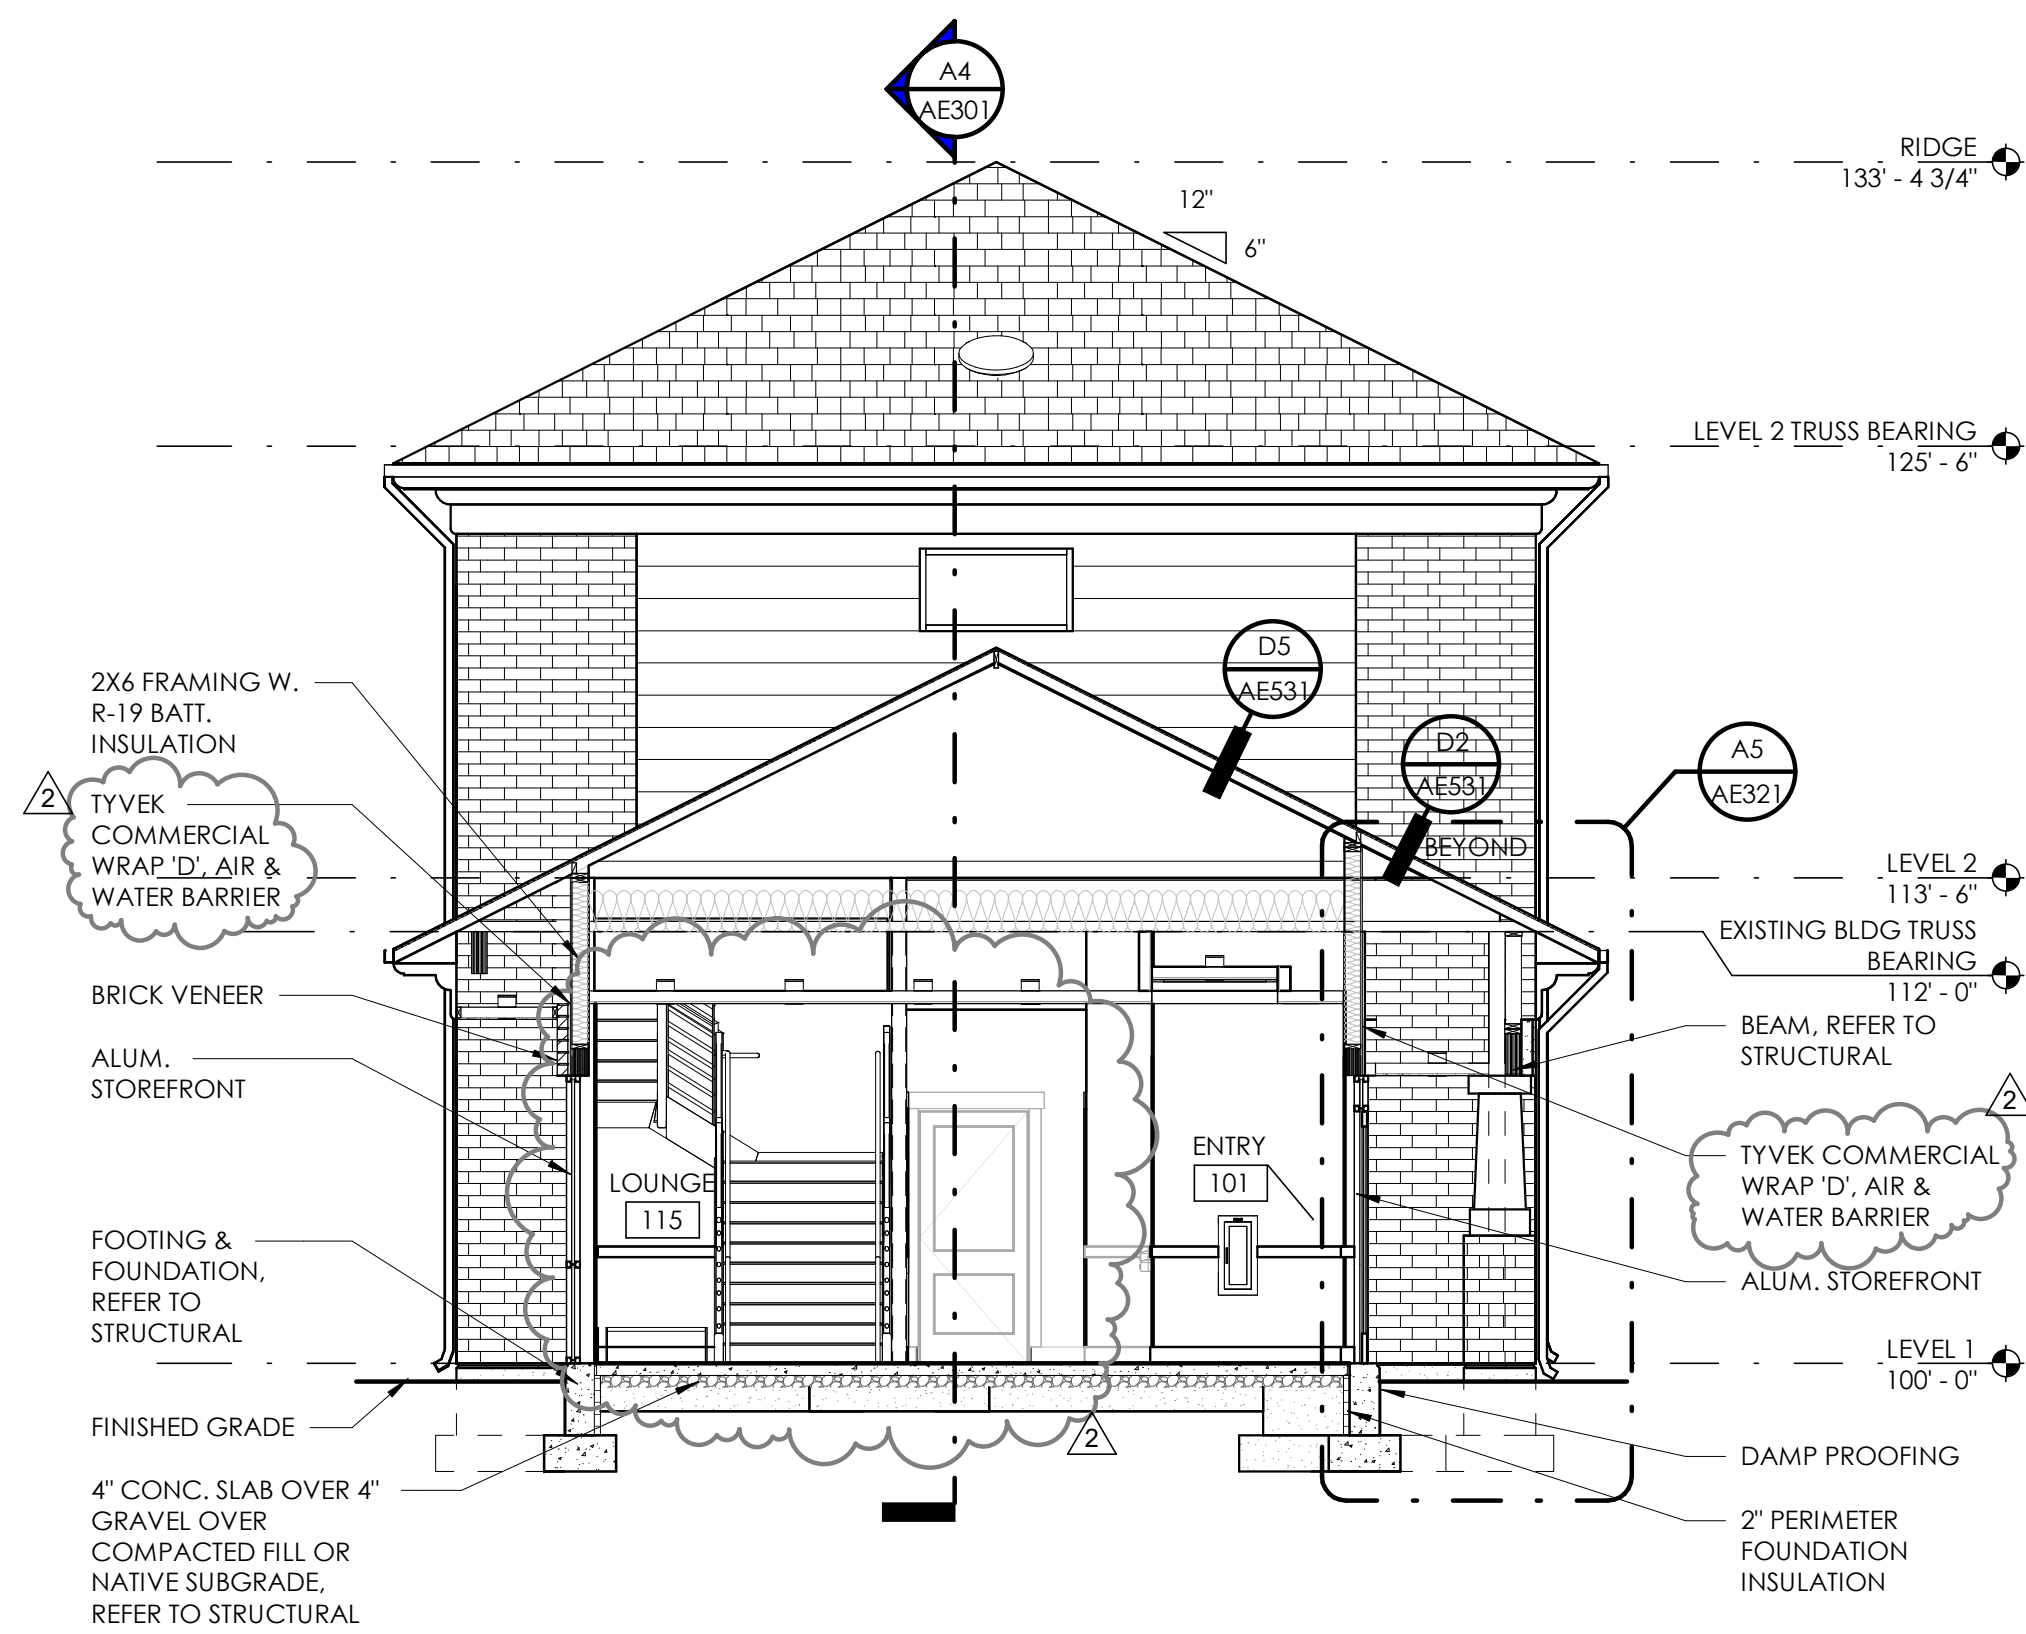 A4
AE301
RIDGE
133' - 4 3/4"
12"
6"
LEVEL 2 TRUSS BEARING
125' - 6"
D5
AE531
D2
AE531
A5
AE321
BEYOND
2X6 FRAMING W.
R-19 BATT.
INSULATION
2
TYVEK
COMMERCIAL
WRAP 'D', AIR &
WATER BARRIER
BRICK VENEER
ALUM.
STOREFRONT
FOOTING &
FOUNDATION,
REFER TO
STRUCTURAL
FINISHED GRADE
4" CONC. SLAB OVER 4"
GRAVEL OVER
COMPACTED FILL OR
NATIVE SUBGRADE,
REFER TO STRUCTURAL
LOUNGE
115
ENTRY
101
2
LEVEL 2
113' - 6"
EXISTING BLDG TRUSS
BEARING
112' - 0"
BEAM, REFER TO
STRUCTURAL
2
TYVEK COMMERCIAL
WRAP 'D', AIR &
WATER BARRIER
ALUM. STOREFRONT
LEVEL 1
100' - 0"
DAMP PROOFING
2" PERIMETER
FOUNDATION
INSULATION